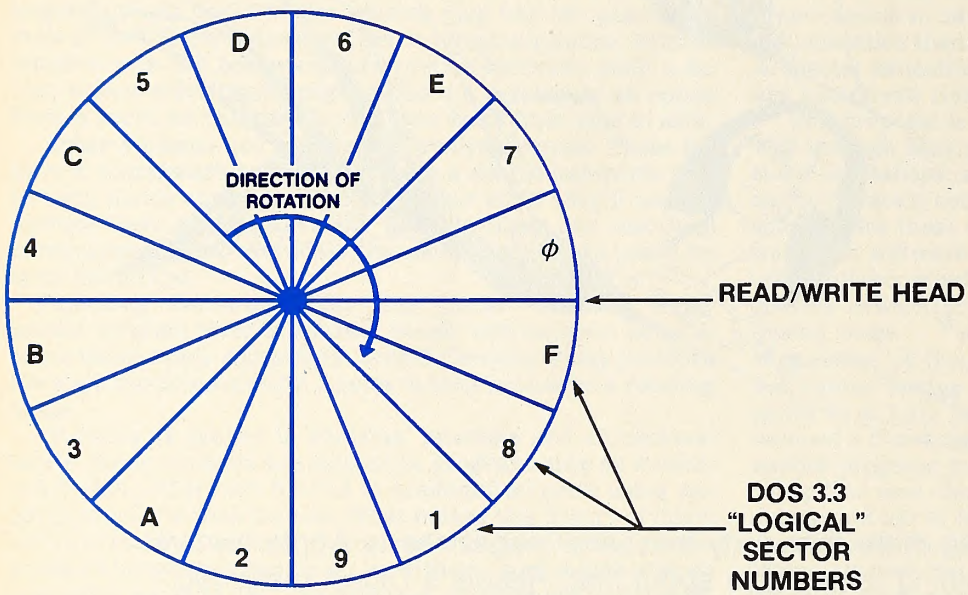 D
6
5
E
C
7
DIRECTION OF
ROTATION
4
φ
READ/WRITE HEAD
B
F
3
8
A
1
2
9
DOS 3.3
“LOGICAL”
SECTOR
NUMBERS